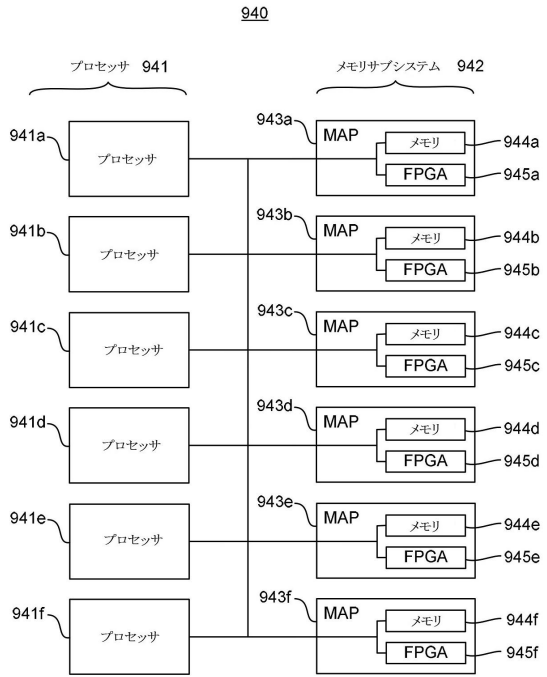 940
プロセッサ 941
メモリサブシステム 942
941a
プロセッサ
943a
MAP
メモリ
944a
FPGA
945a
941b
プロセッサ
943b
MAP
メモリ
944b
FPGA
945b
941c
プロセッサ
943c
MAP
メモリ
944c
FPGA
945c
941d
プロセッサ
943d
MAP
メモリ
944d
FPGA
945d
941e
プロセッサ
943e
MAP
メモリ
944e
FPGA
945e
941f
プロセッサ
943f
MAP
メモリ
944f
FPGA
945f